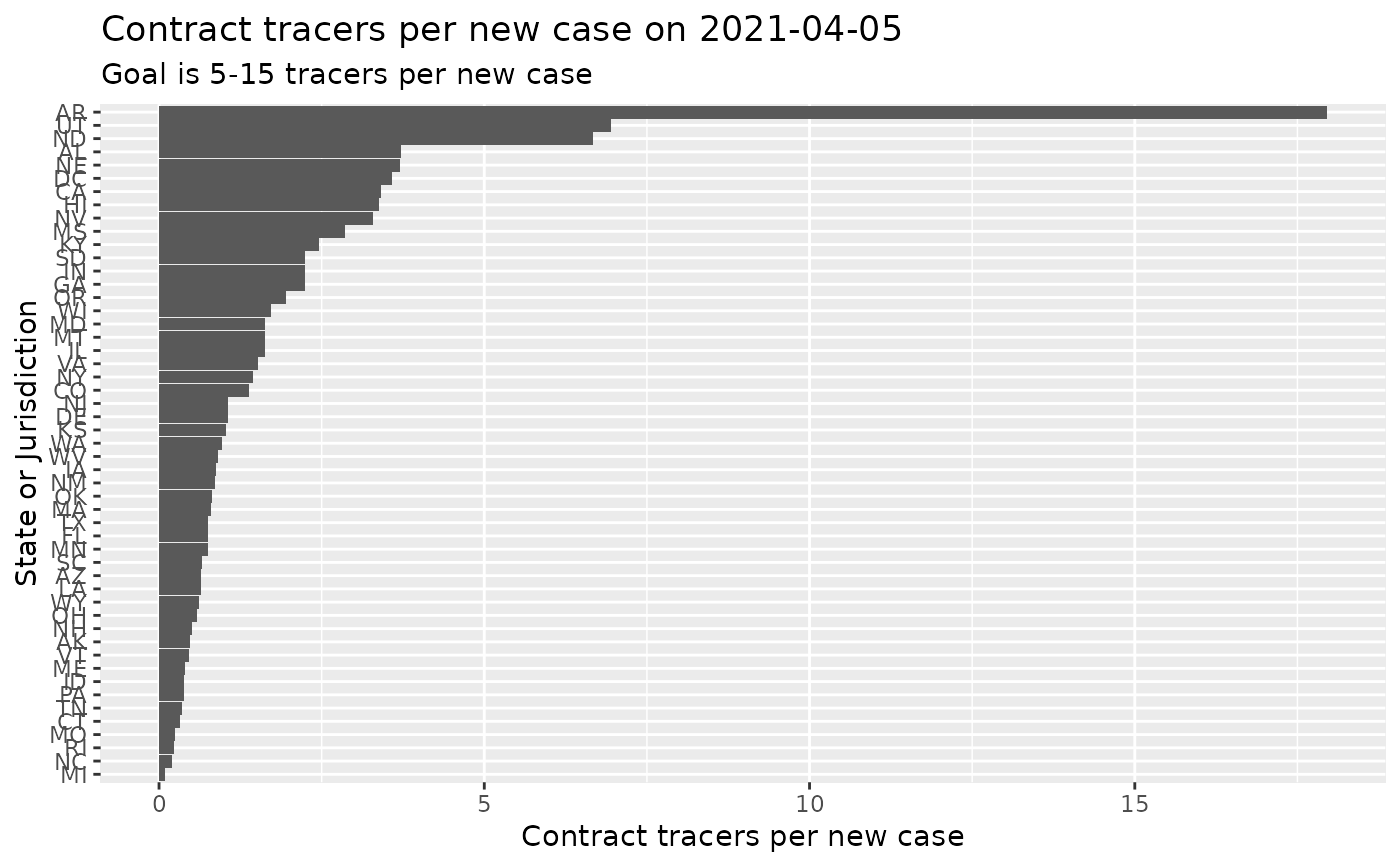 Contract tracers per new case on 2021-04-05
Goal is 5-15 tracers per new case
State or Jurisdiction
AR
UT
ND
AL
NE
DC
CA
HI
NV
MS
KY
SD
IN
GA
OR
WI
MD
MT
IL
VA
NY
CO
NJ
DE
KS
WA
WV
IA
NM
OK
MA
TX
FL
MN
SC
AZ
LA
WY
OH
NH
AK
VT
ME
ID
PA
TN
CT
MO
RI
NC
MI
0 5 10 15
Contract tracers per new case